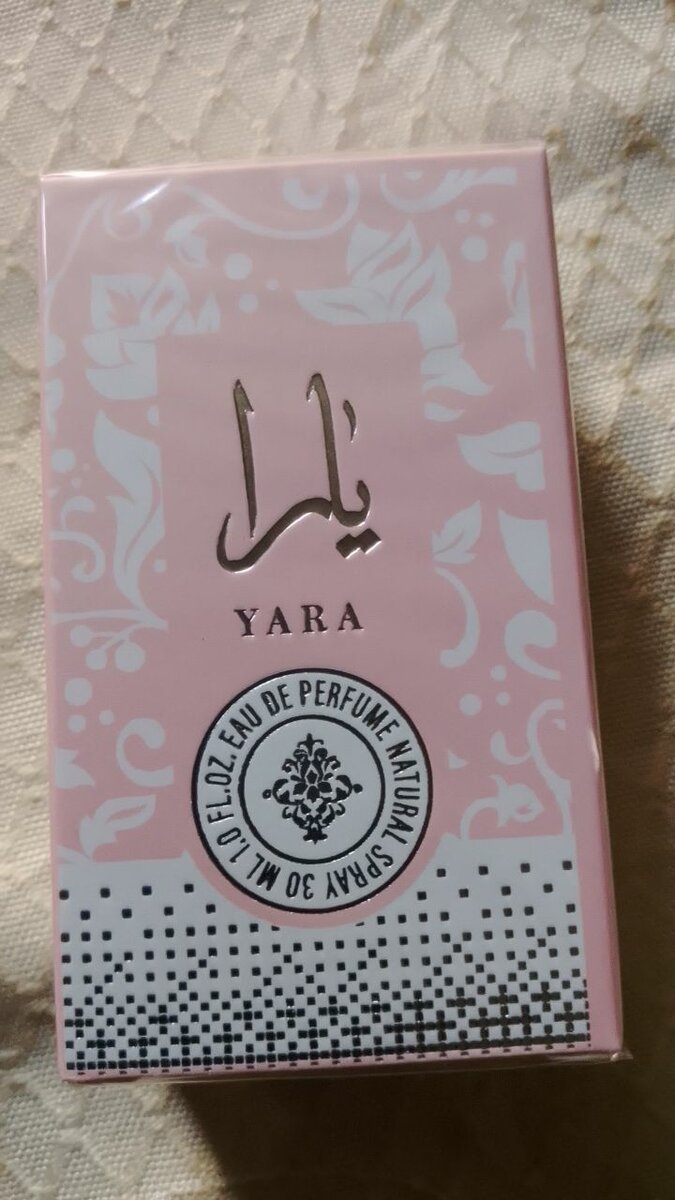 يارا
YARA
EAU DE PERFUME NATURAL SPRAY 30 ML 1.0 FL.OZ.